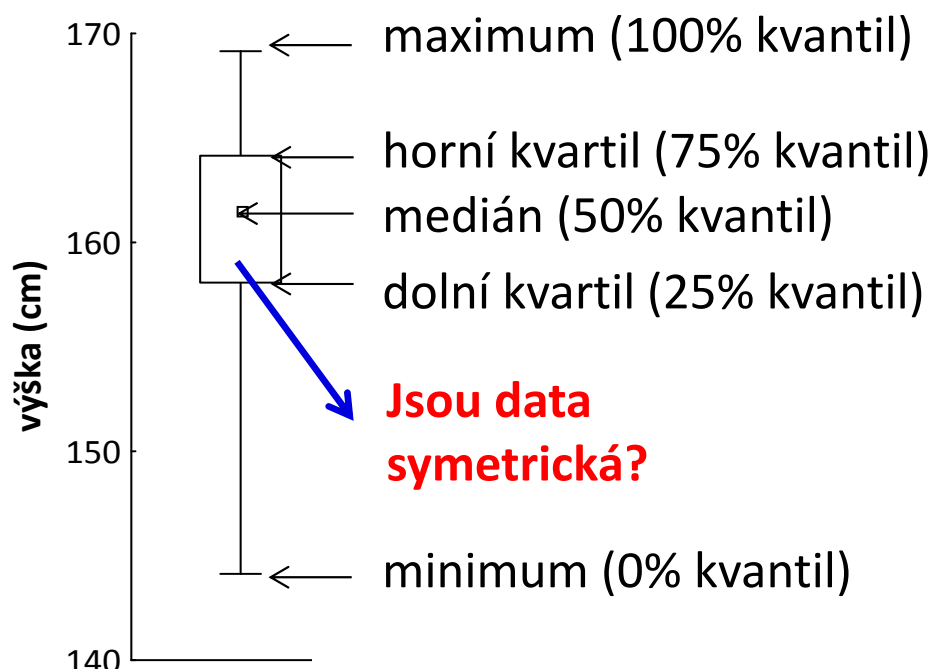 170
maximum (100% kvantil)
horní kvartil (75% kvantil)
medián (50% kvantil)
160
dolní kvartil (25% kvantil)
výška (cm)
Jsou data
symetrická?
150
minimum (0% kvantil)
140